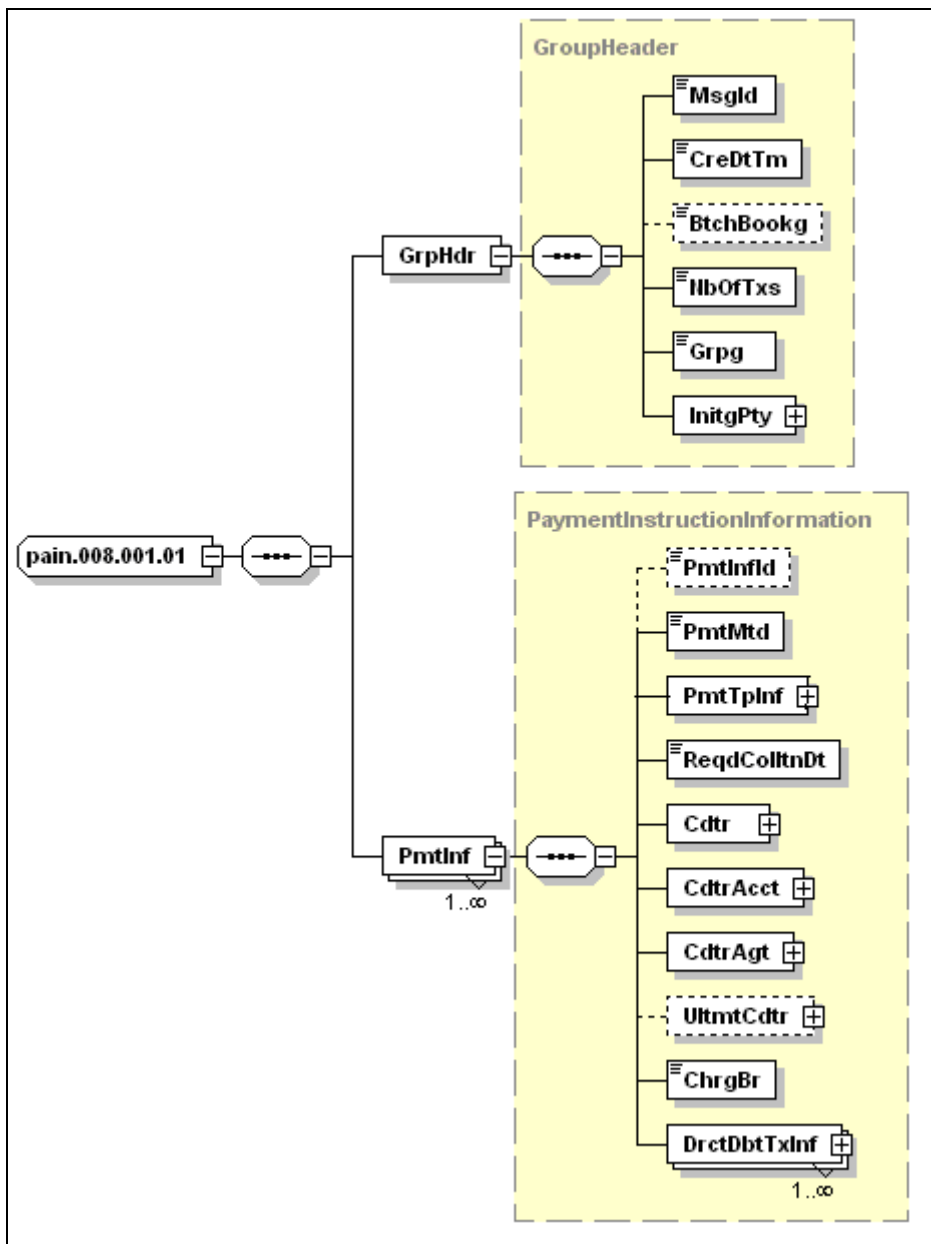 GroupHeader
MsgId
CreDtTm
BtchBookg
GrpHdr
NbOfTxs
Grpg
InitgPty
PaymentInstructionInformation
pain.008.001.01
PmtInfId
PmtMtd
PmtTpInf
ReqdColltnDt
Cdtr
PmtInf
1..∞
CdtrAcct
CdtrAgt
UltmtCdtr
ChrgBr
DrctDbtTxInf
1..∞